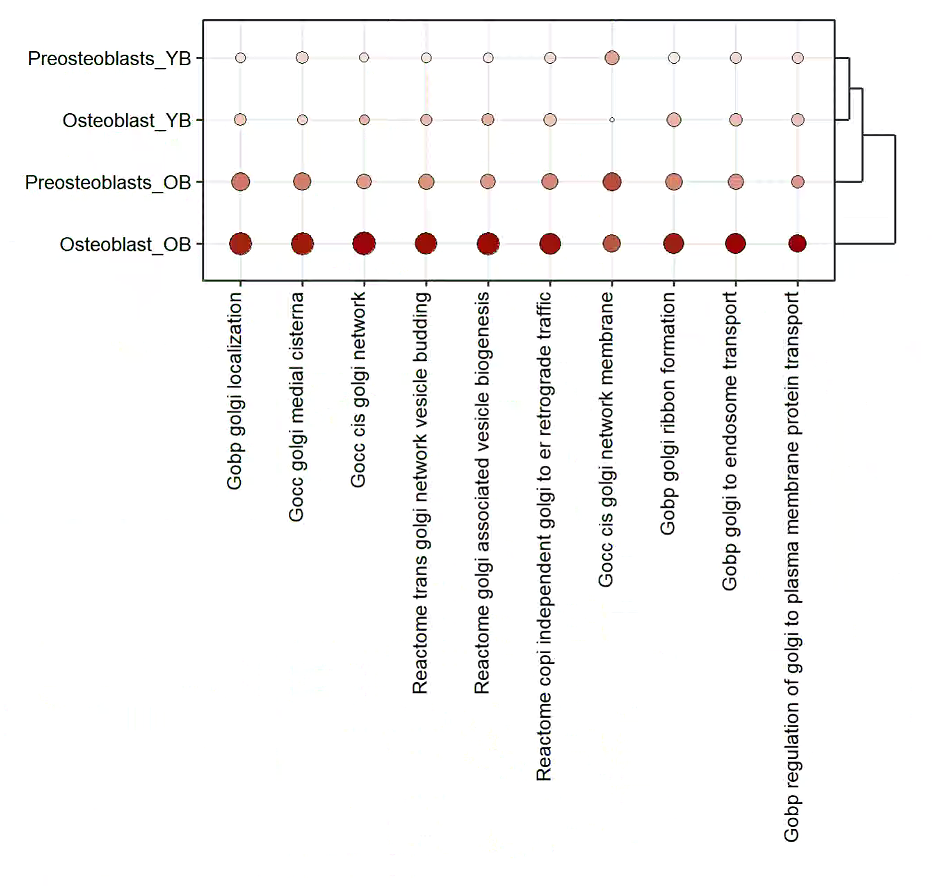 Preosteoblasts_YB
Osteoblast_YB
Preosteoblasts_OB
Osteoblast_OB
Gobp golgi localization
Gocc golgi medial cisterna
Gocc cis golgi network
Reactome trans golgi network vesicle budding
Reactome golgi associated vesicle biogenesis
Reactome copi independent golgi to er retrograde traffic
Gocc cis golgi network membrane
Gobp golgi ribbon formation
Gobp golgi to endosome transport
Gobp regulation of golgi to plasma membrane protein transport